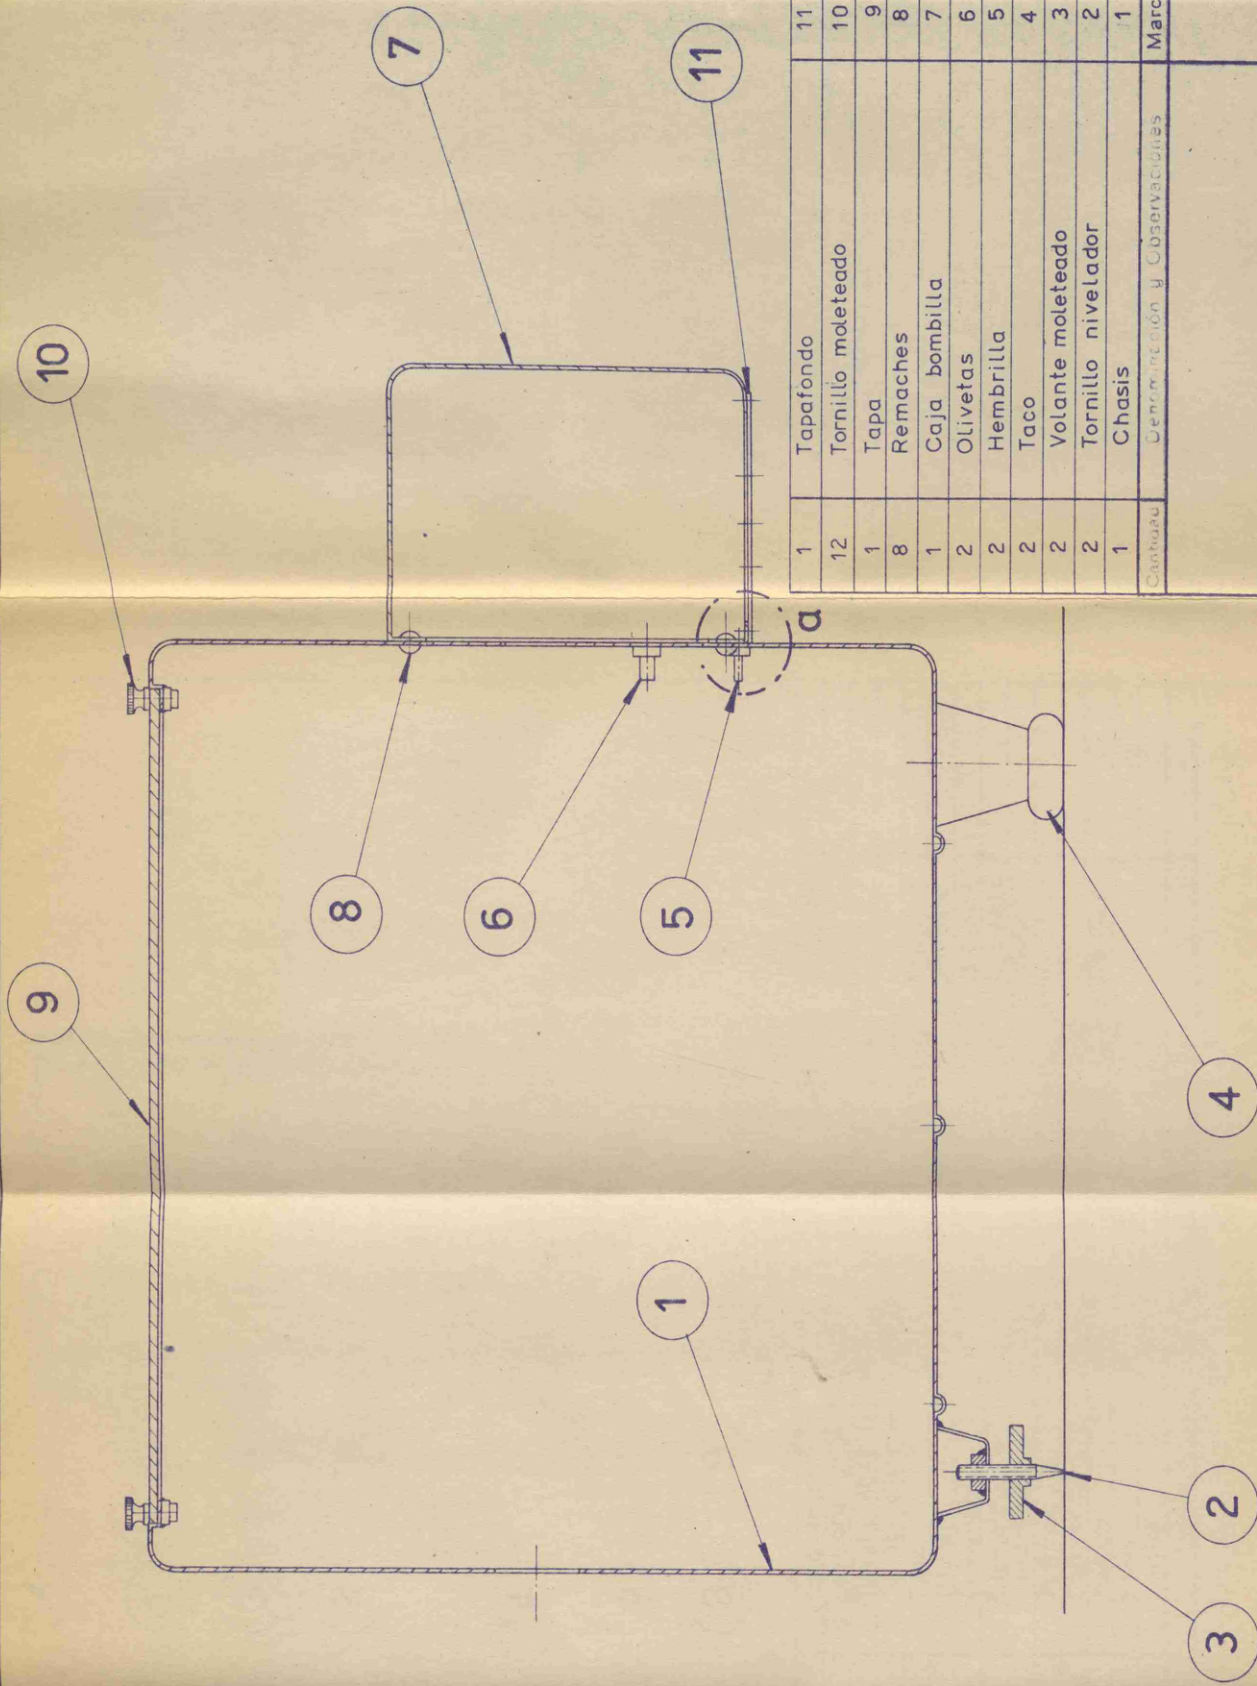 10
7
11
9
8
6
5
1
4
2
3
a
1 Tapafondo 11
12 Tornillo moleteado 10
1 Tapa 9
8 Remaches 8
1 Caja bombilla 7
2 Olivetas 6
2 Hembrilla 5
2 Taco 4
2 Volante moleteado 3
2 Tornillo nivelador 2
1 Chasis 1
Cantidad Denominación y Observaciones Marc